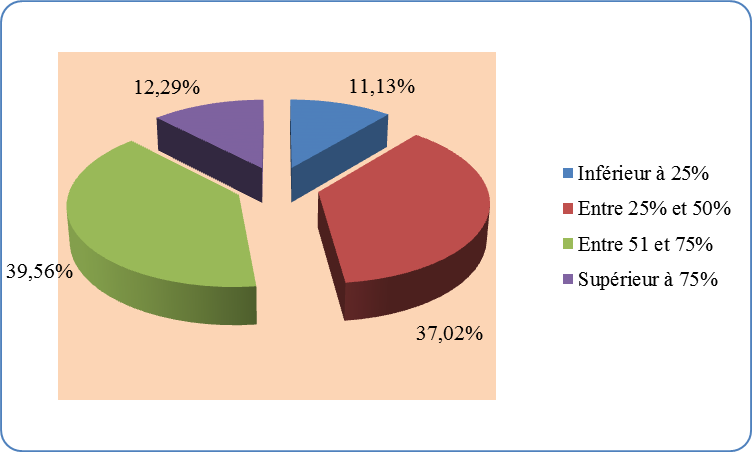 12,29%
11,13%
39,56%
37,02%
Inférieur à 25%
Entre 25% et 50%
Entre 51 et 75%
Supérieur à 75%